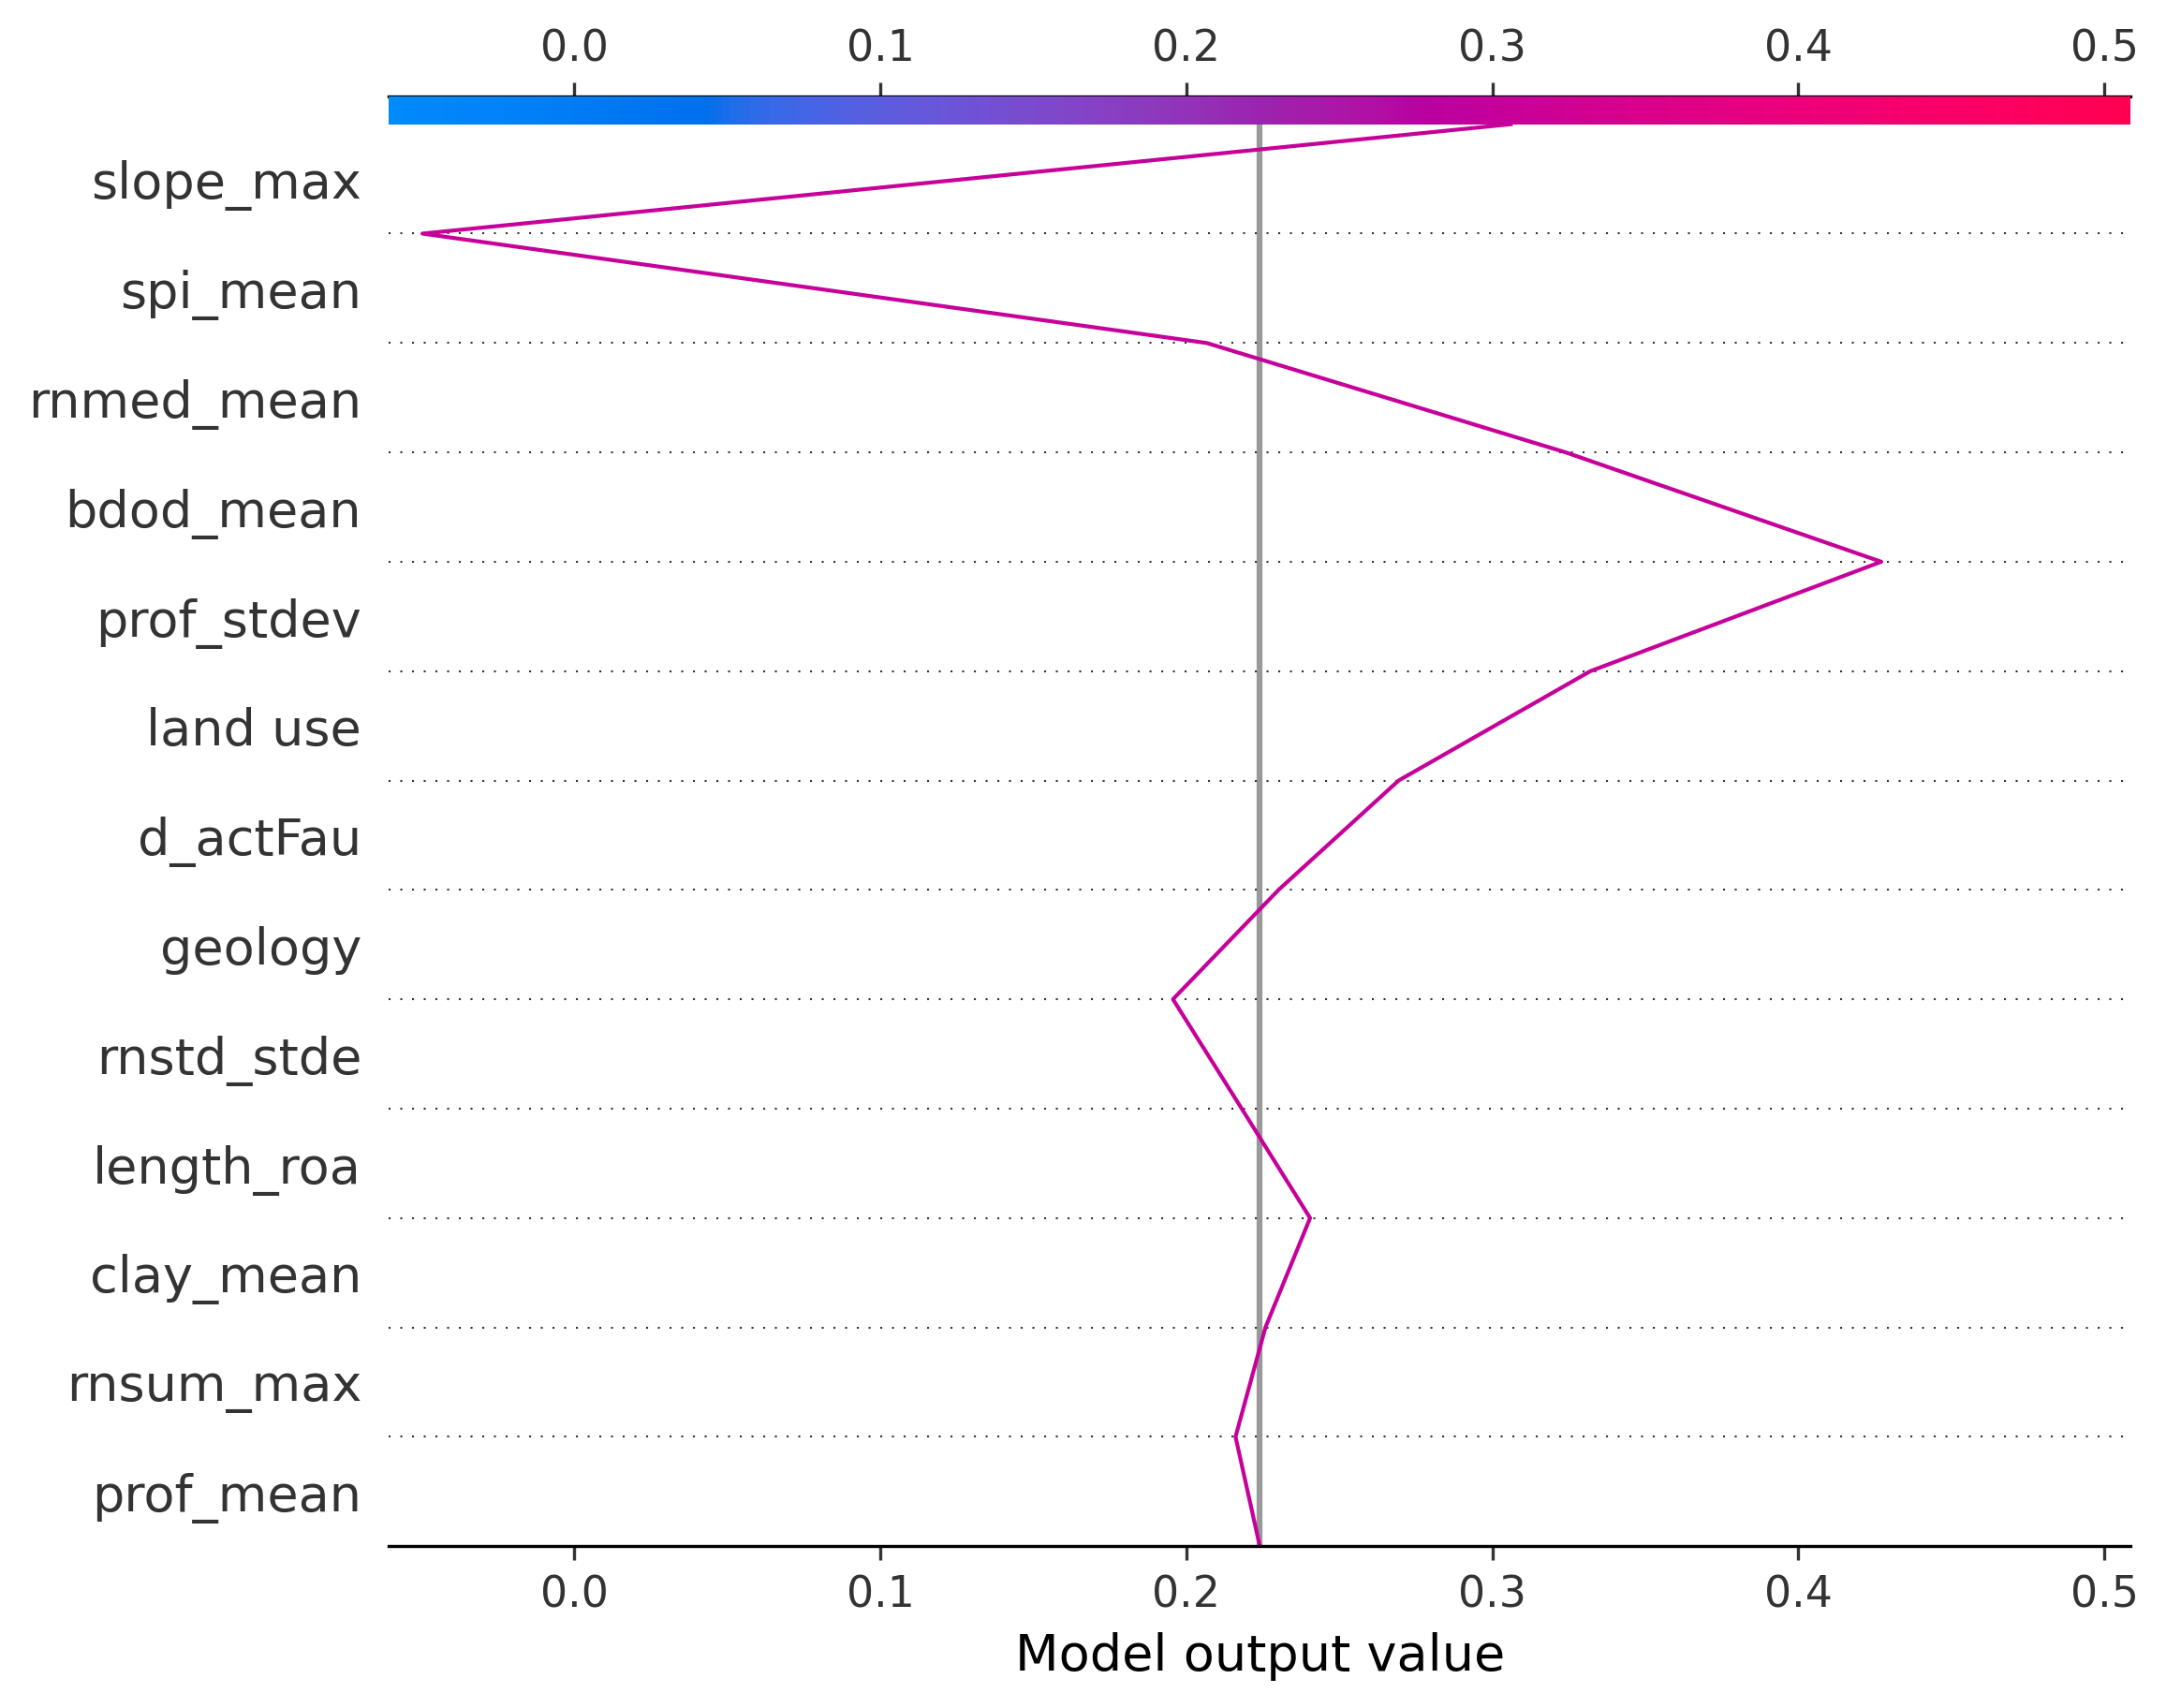 0.0 0.1 0.2 0.3 0.4 0.5
slope_max
spi_mean
rnmed_mean
bdod_mean
prof_stdev
land use
d_actFau
geology
rnstd_stde
length_roa
clay_mean
rnsum_max
prof_mean
0.0 0.1 0.2 0.3 0.4 0.5
Model output value